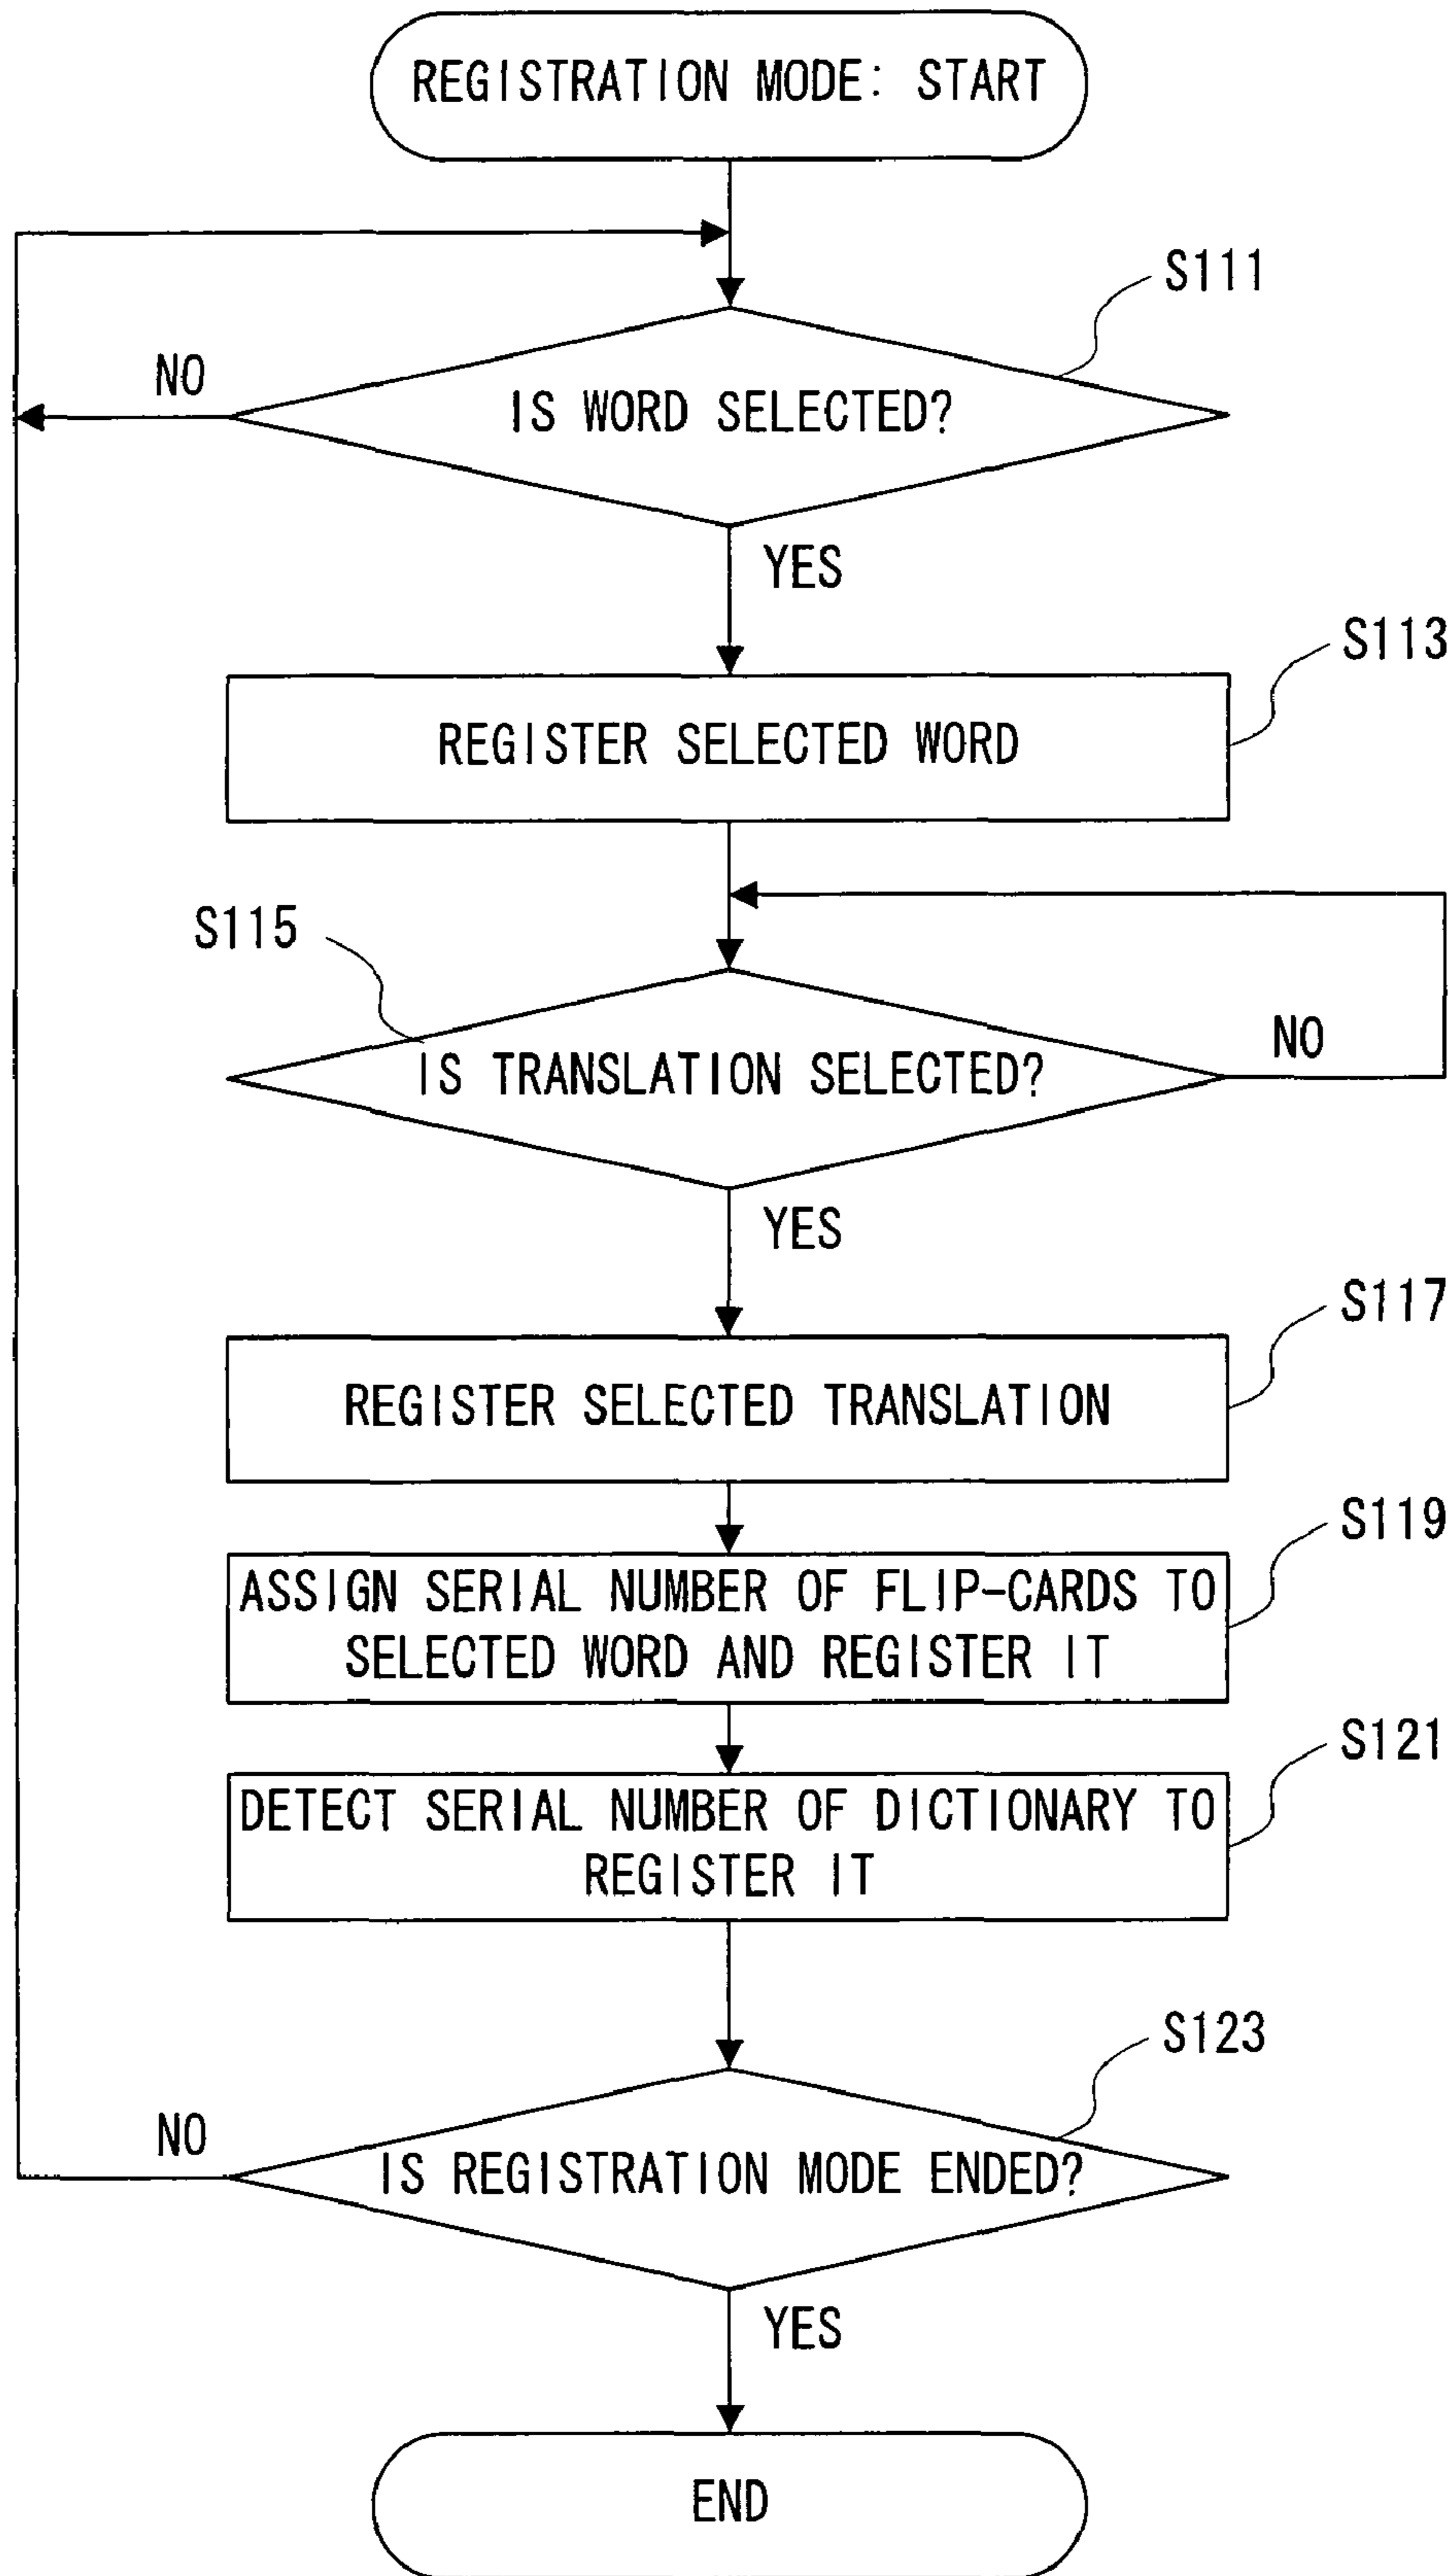 REGISTRATION MODE: START
S111
NO
IS WORD SELECTED?
YES
S113
REGISTER SELECTED WORD
S115
IS TRANSLATION SELECTED?
NO
YES
S117
REGISTER SELECTED TRANSLATION
S119
ASSIGN SERIAL NUMBER OF FLIP-CARDS TO
SELECTED WORD AND REGISTER IT
S121
DETECT SERIAL NUMBER OF DICTIONARY TO
REGISTER IT
S123
NO
IS REGISTRATION MODE ENDED?
YES
END